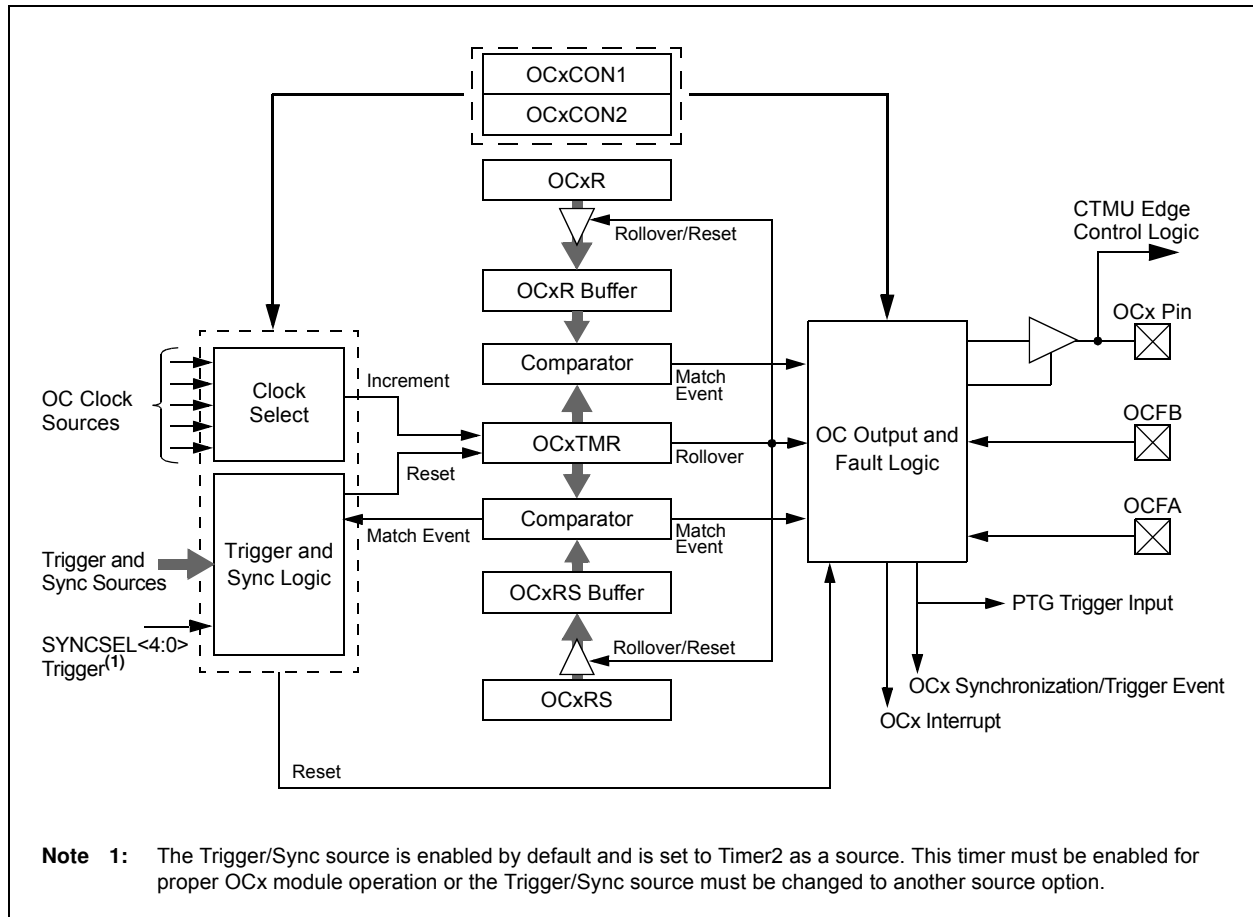 OCxCON1
OCxCON2
OCxR
Rollover/Reset
CTMU Edge
Control Logic
OCxR Buffer
OCx Pin
Comparator
Match
Event
Increment
Clock
Select
OC Clock
Sources
OCxTMR
Rollover
OC Output and
Fault Logic
OCFB
Reset
Comparator
Match Event
Match
Event
OCFA
Trigger and
Sync Logic
Trigger and
Sync Sources
OCxRS Buffer
PTG Trigger Input
SYNCSEL<4:0>
Trigger(1)
Rollover/Reset
OCxRS
OCx Synchronization/Trigger Event
OCx Interrupt
Reset
Note 1: The Trigger/Sync source is enabled by default and is set to Timer2 as a source. This timer must be enabled for
proper OCx module operation or the Trigger/Sync source must be changed to another source option.